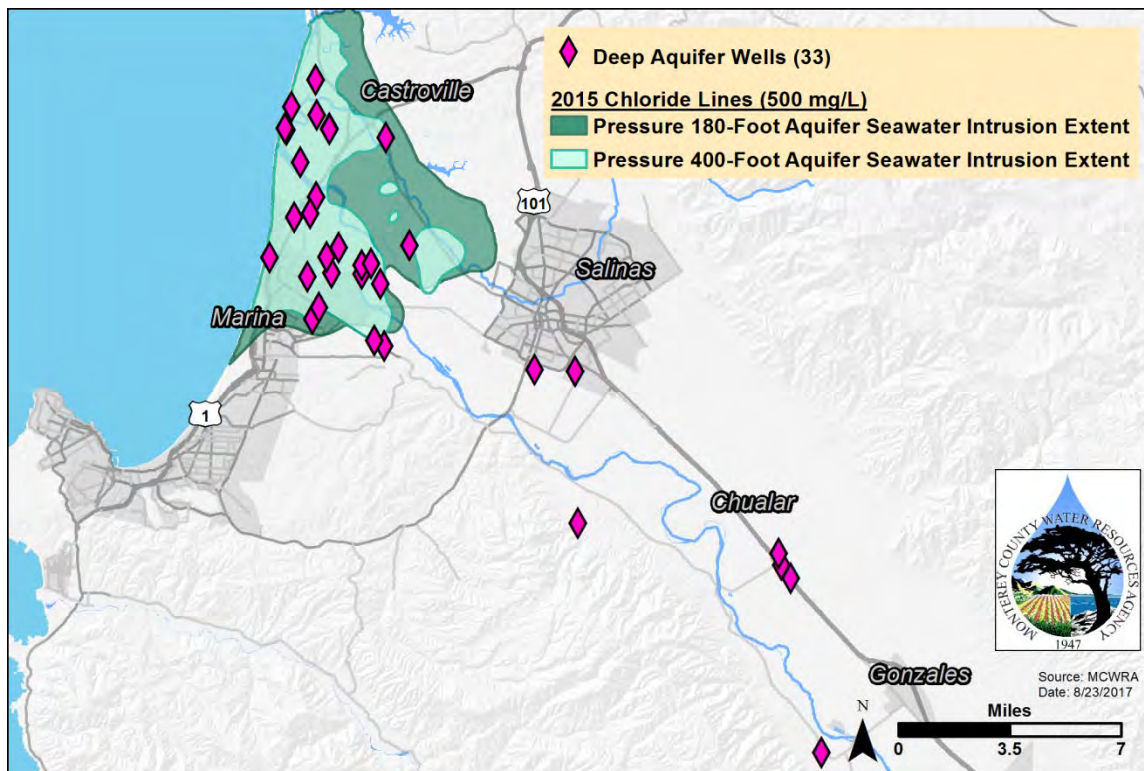 Deep Aquifer Wells (33)
2015 Chloride Lines (500 mg/L)
Pressure 180-Foot Aquifer Seawater Intrusion Extent
Pressure 400-Foot Aquifer Seawater Intrusion Extent
Castroville
101
Salinas
Marina
1
Chualar
Gonzales
MONTEREY COUNTY WATER RESOURCES AGENCY
1947
Source: MCWRA
Date: 8/23/2017
N
Miles
0 3.5 7